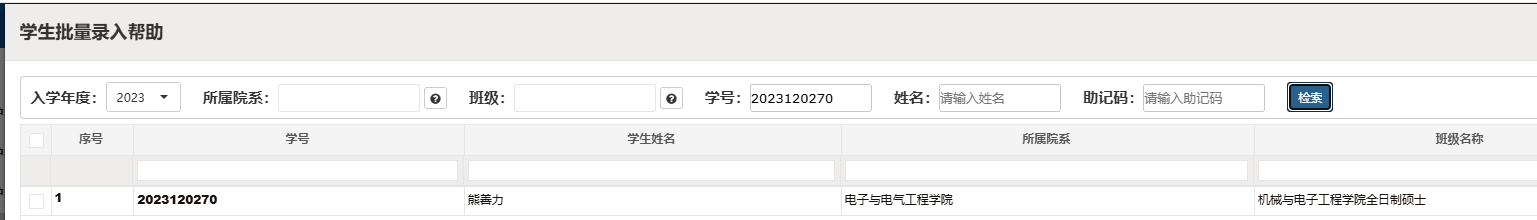 学生批量录入帮助
入学年度： 2023 所属院系： 班级： 学号： 2023120270 姓名： 请输入姓名 助记码： 请输入助记码 检索
序号 学号 学生姓名 所属院系 班级名称
1 2023120270 熊善力 电子与电气工程学院 机械与电子工程学院全日制硕士